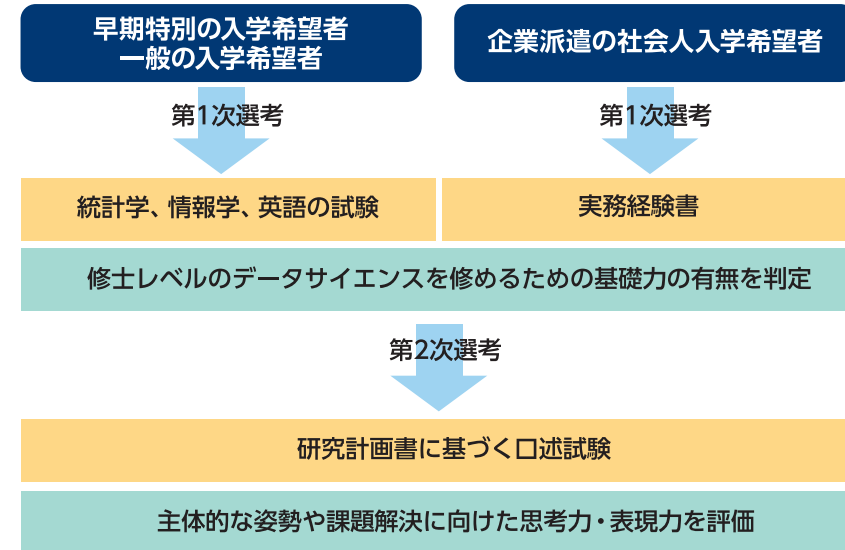 早期特別の入学希望者
一般の入学希望者
企業派遣の社会人入学希望者
第1次選考
第1次選考
統計学、情報学、英語の試験
実務経験書
修士レベルのデータサイエンスを修めるための基礎力の有無を判定
第2次選考
研究計画書に基づく口述試験
主体的な姿勢や課題解決に向けた思考力・表現力を評価